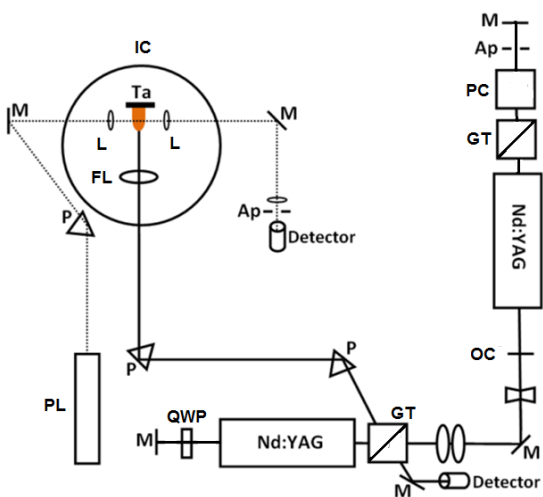 M
IC
Ap
Ta
PC
M
M
GT
L
L
FL
P
Ap
Nd:YAG
Detector
OC
P
P
PL
QWP
GT
M
Nd:YAG
M
M
Detector